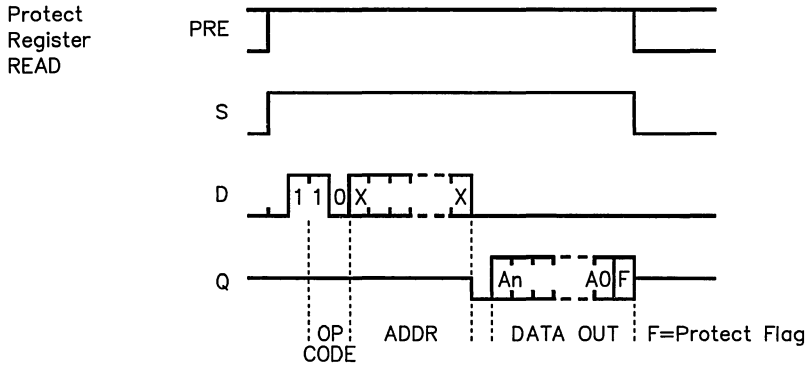 Protect
Register
READ
PRE
S
D
1 1 0 X X
Q
An A0 F
OP
CODE
ADDR
DATA OUT
F=Protect Flag